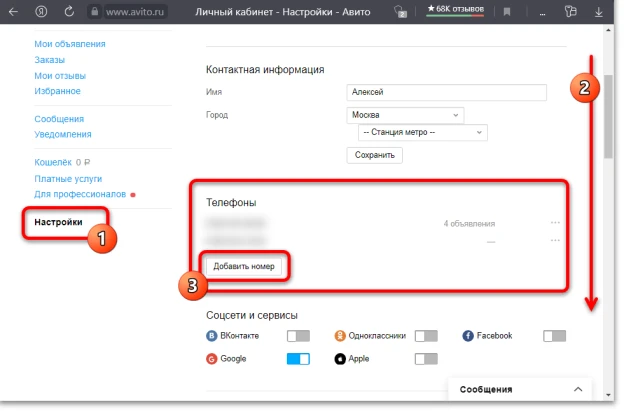 www.avito.ru
Личный кабинет - Настройки - Авито
2
★ 68К отзывов
...
Мои объявления
Заказы
Мои отзывы
Избранное
Сообщения
Уведомления
Кошелёк 0 ₽
Платные услуги
Для профессионалов
Настройки
1
Контактная информация
2
Имя
Алексей
Город
Москва
-- Станция метро --
Сохранить
Телефоны
4 объявления
...
—
...
3
Добавить номер
Соцсети и сервисы
ВКонтакте
Одноклассники
Facebook
Google
Apple
Сообщения